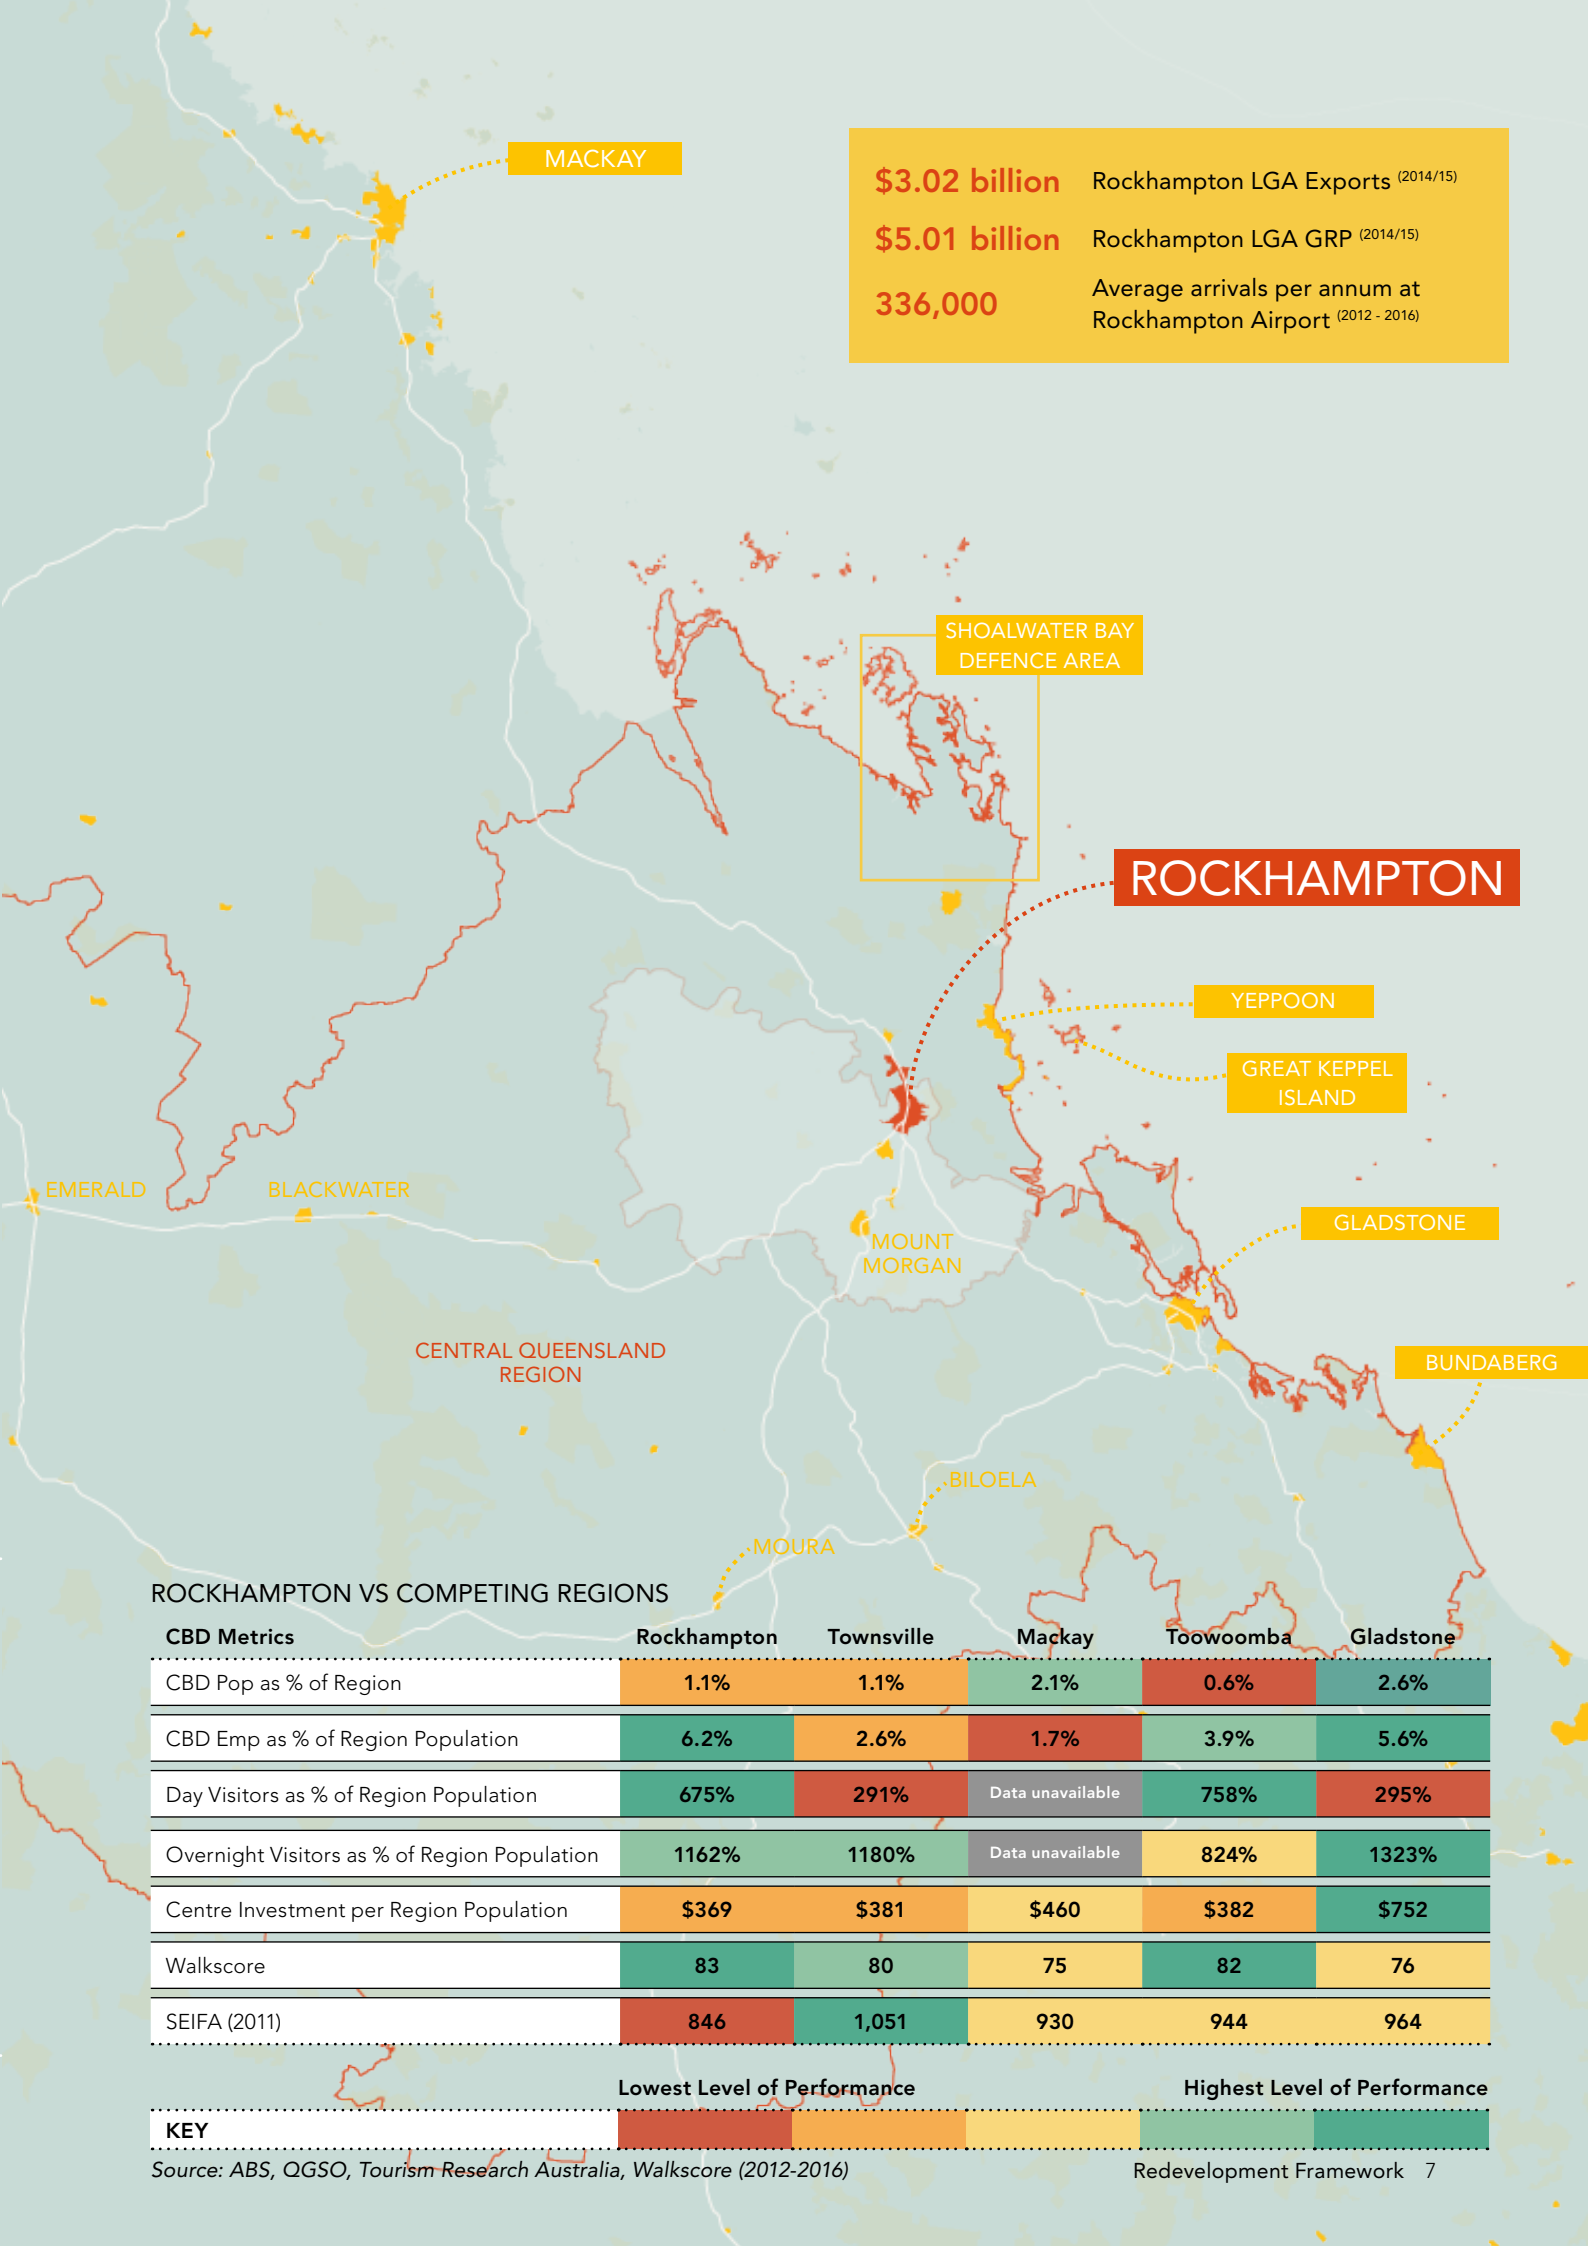 MACKAY
$3.02 billion Rockhampton LGA Exports (2014/15)
$5.01 billion Rockhampton LGA GRP (2014/15)
336,000 Average arrivals per annum at
Rockhampton Airport (2012 - 2016)
SHOALWATER BAY
DEFENCE AREA
ROCKHAMPTON
YEPPOON
GREAT KEPPEL
ISLAND
EMERALD
BLACKWATER
GLADSTONE
MOUNT
MORGAN
CENTRAL QUEENSLAND
REGION
BUNDABERG
BILOELA
MOURA
ROCKHAMPTON VS COMPETING REGIONS
CBD Metrics Rockhampton Townsville Mackay Toowoomba Gladstone
CBD Pop as % of Region 1.1% 1.1% 2.1% 0.6% 2.6%
CBD Emp as % of Region Population 6.2% 2.6% 1.7% 3.9% 5.6%
Day Visitors as % of Region Population 675% 291% Data unavailable 758% 295%
Overnight Visitors as % of Region Population 1162% 1180% Data unavailable 824% 1323%
Centre Investment per Region Population $369 $381 $460 $382 $752
Walkscore 83 80 75 82 76
SEIFA (2011) 846 1,051 930 944 964
Lowest Level of Performance Highest Level of Performance
KEY
Source: ABS, QGSO, Tourism Research Australia, Walkscore (2012-2016)
Redevelopment Framework 7